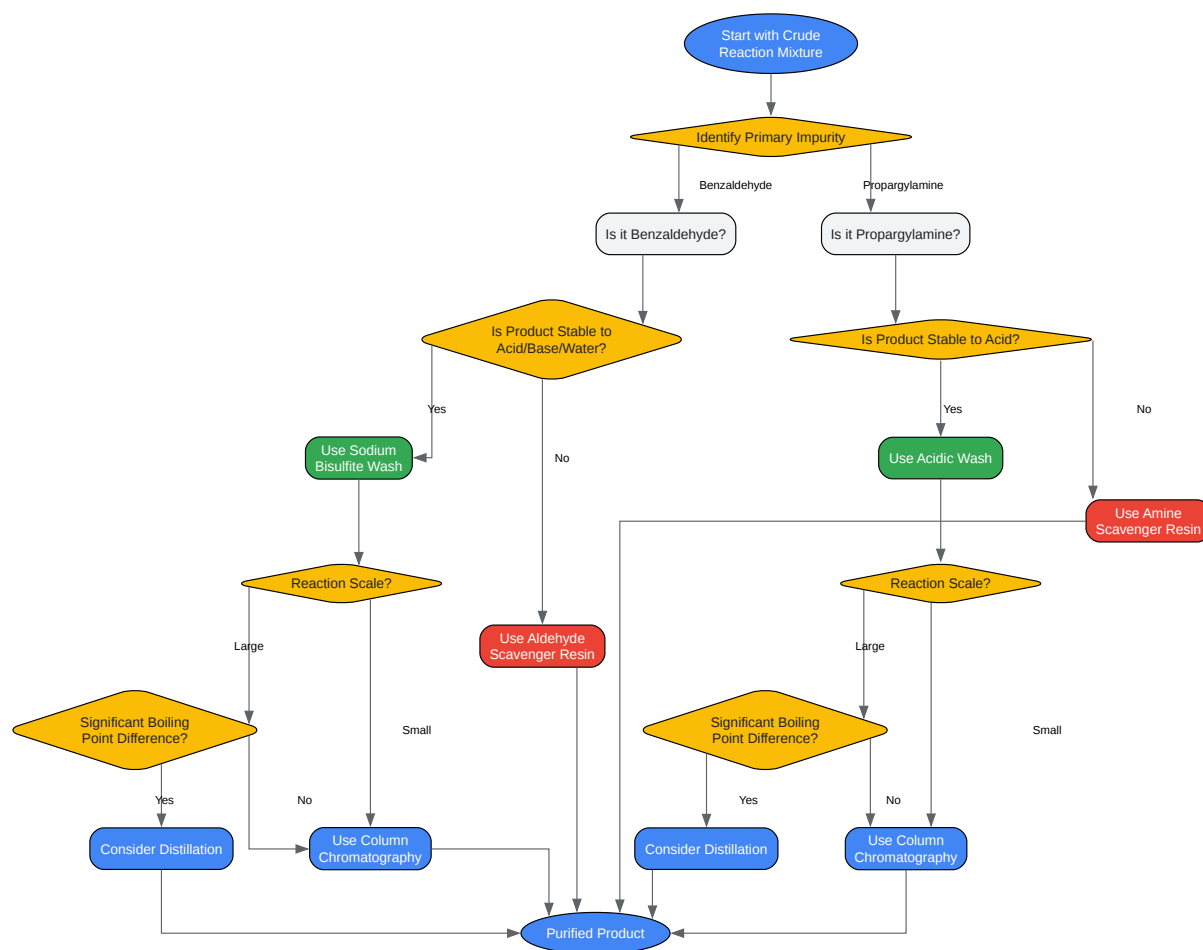 Start with Crude
Reaction Mixture
Identify Primary Impurity
Benzaldehyde
Propargylamine
Is it Benzaldehyde?
Is it Propargylamine?
Is Product Stable to
Acid/Base/Water?
Is Product Stable to Acid?
Yes
No
Yes
No
Use Sodium
Bisulfite Wash
Use Acidic Wash
Use Amine
Scavenger Resin
Reaction Scale?
Reaction Scale?
Use Aldehyde
Scavenger Resin
Large
Large
Significant Boiling
Point Difference?
Small
Significant Boiling
Point Difference?
Small
Yes
No
Yes
No
Consider Distillation
Use Column
Chromatography
Consider Distillation
Use Column
Chromatography
Purified Product